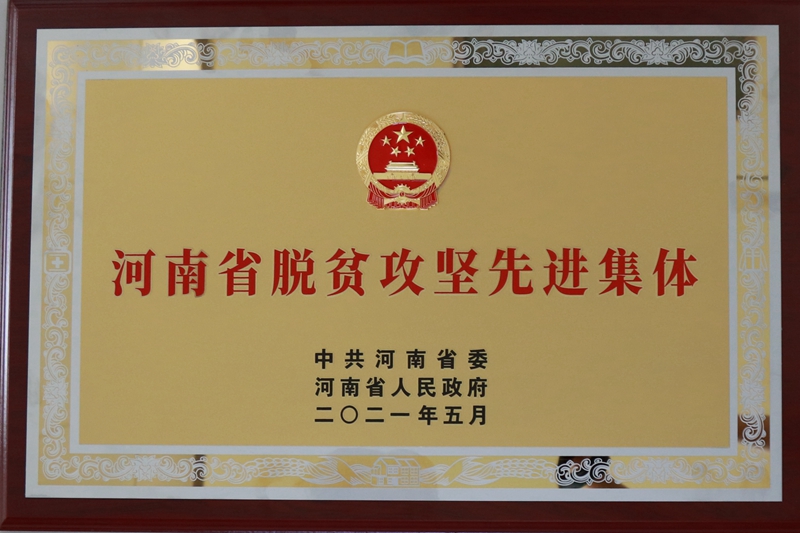 河南省脱贫攻坚先进集体
中共河南省委
河南省人民政府
二〇二一年五月